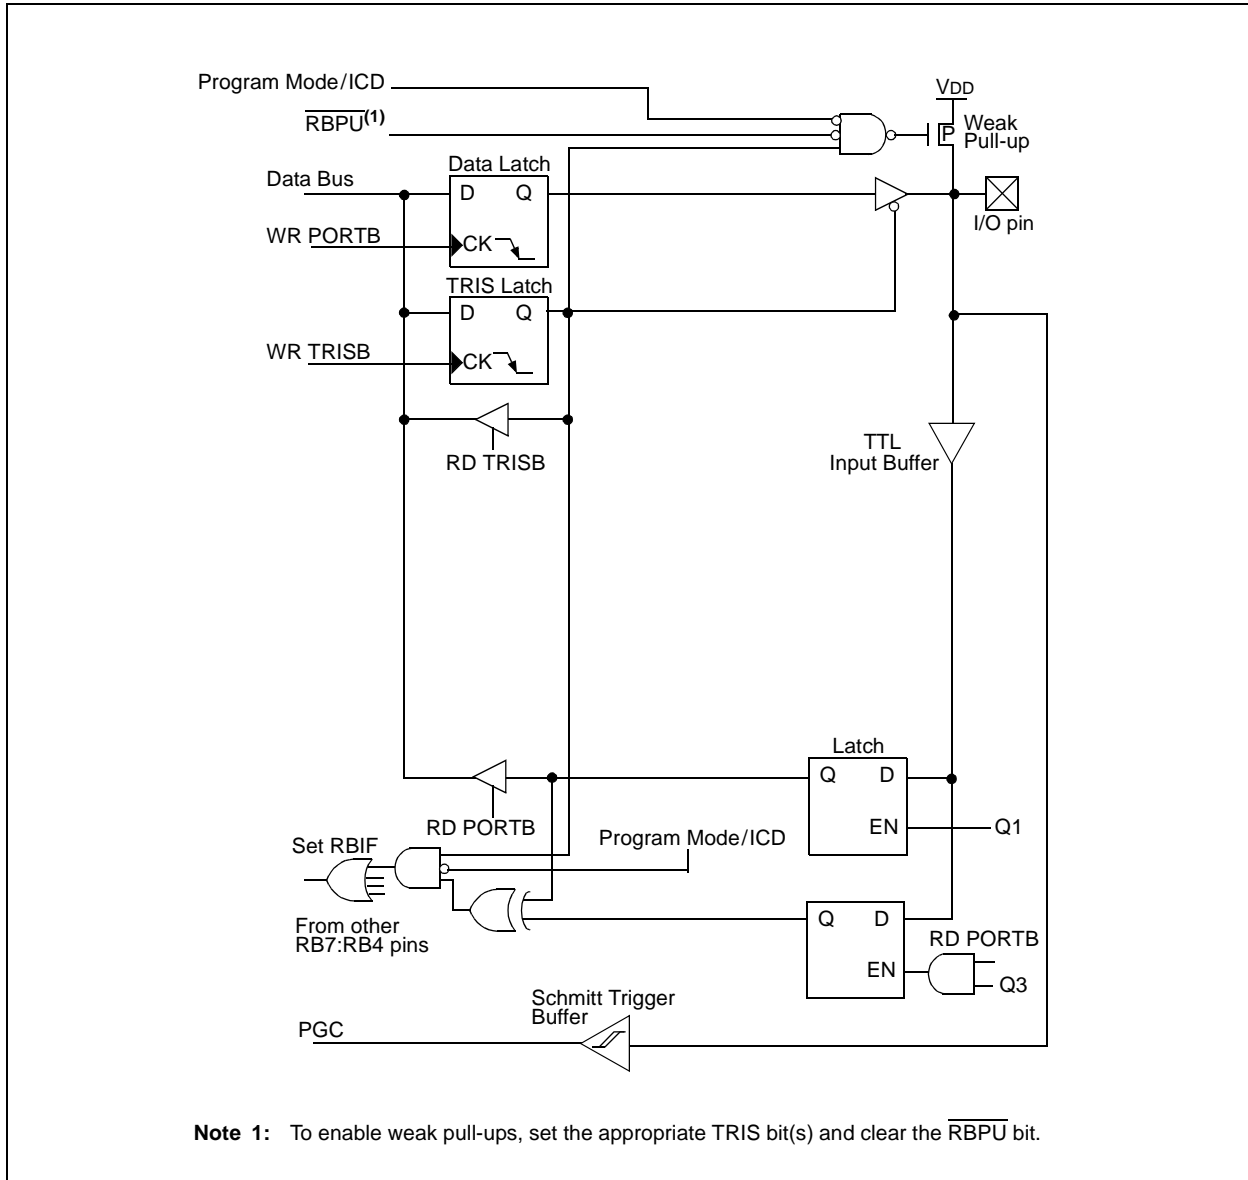 Program Mode/ICD
RBPU(1)
VDD
P
Weak
Pull-up
Data Latch
Data Bus
D Q
I/O pin
WR PORTB
CK
TRIS Latch
D Q
WR TRISB
CK
RD TRISB
TTL
Input Buffer
Latch
Q D
EN
Q1
RD PORTB
Program Mode/ICD
Set RBIF
From other
RB7:RB4 pins
Q D
RD PORTB
EN
Q3
Schmitt Trigger
Buffer
PGC
Note 1: To enable weak pull-ups, set the appropriate TRIS bit(s) and clear the RBPU bit.